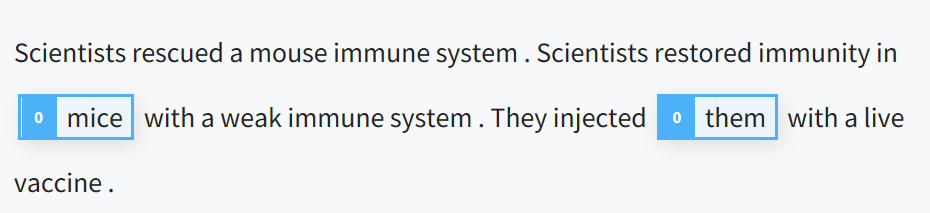 Scientists rescued a mouse immune system . Scientists restored immunity in
0 mice with a weak immune system . They injected 0 them with a live
vaccine .